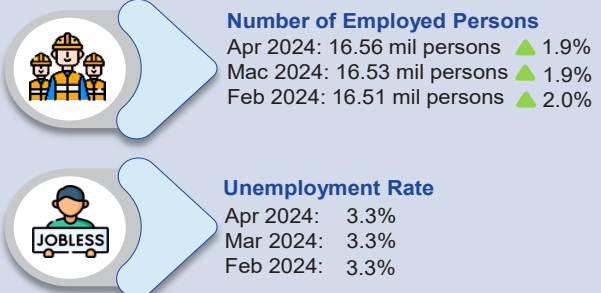 Number of Employed Persons
Apr 2024: 16.56 mil persons 1.9%
Mac 2024: 16.53 mil persons 1.9%
Feb 2024: 16.51 mil persons 2.0%
Unemployment Rate
JOBLESS
Apr 2024: 3.3%
Mar 2024: 3.3%
Feb 2024: 3.3%